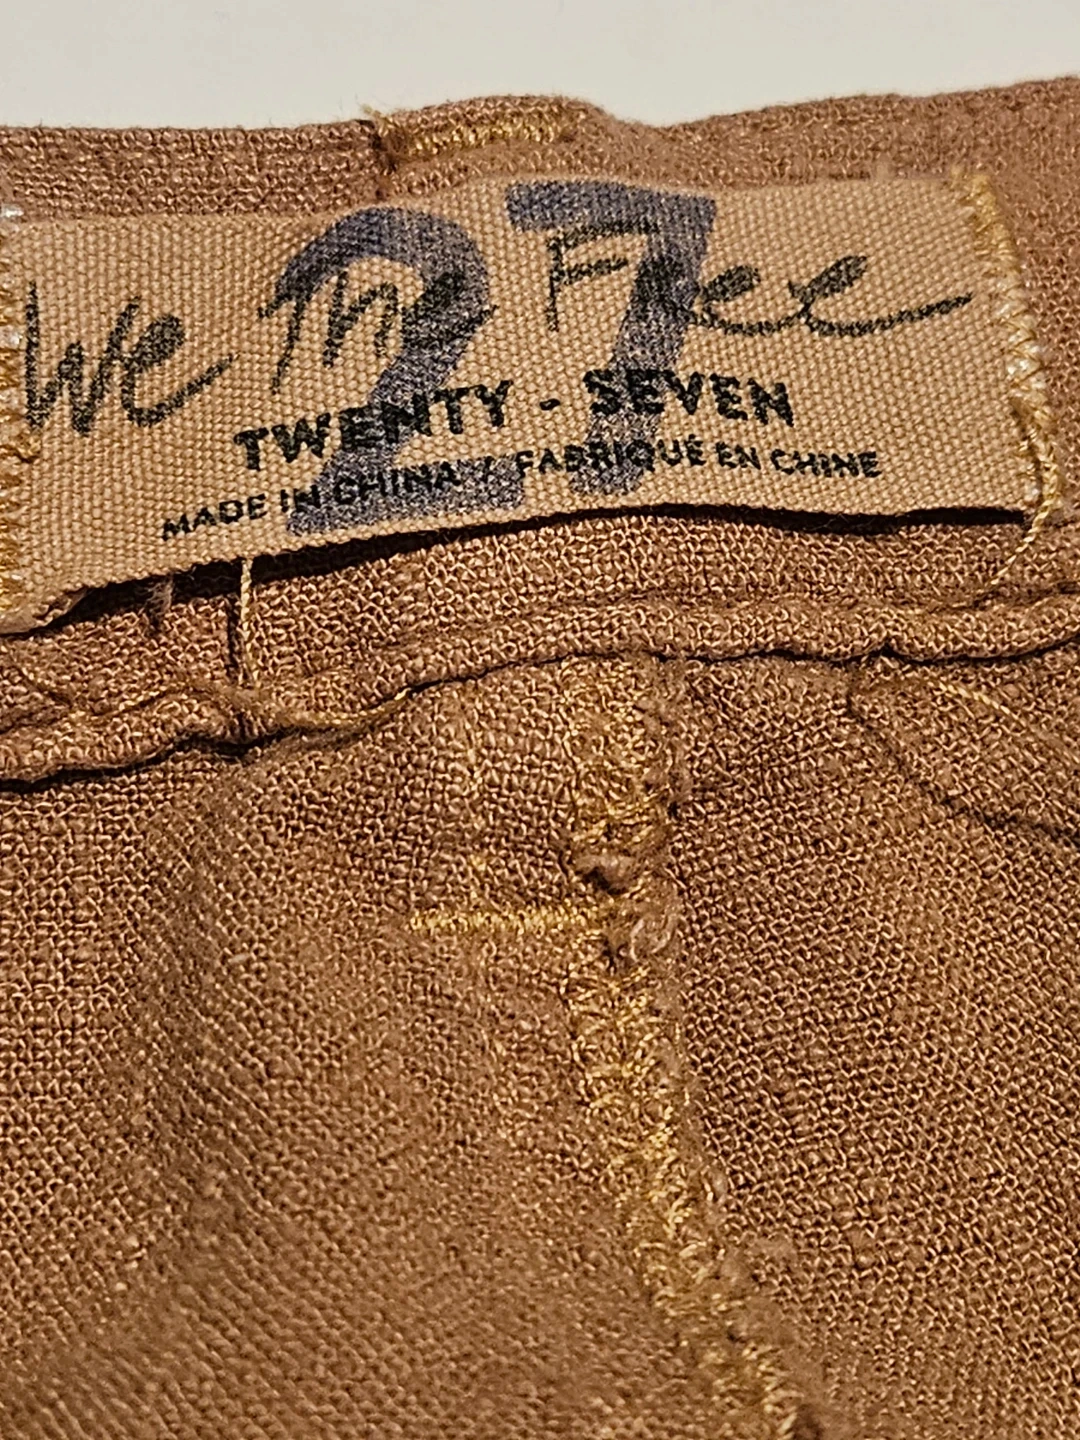 27
We The Free
TWENTY - SEVEN
MADE IN CHINA / FABRIQUÉ EN CHINE